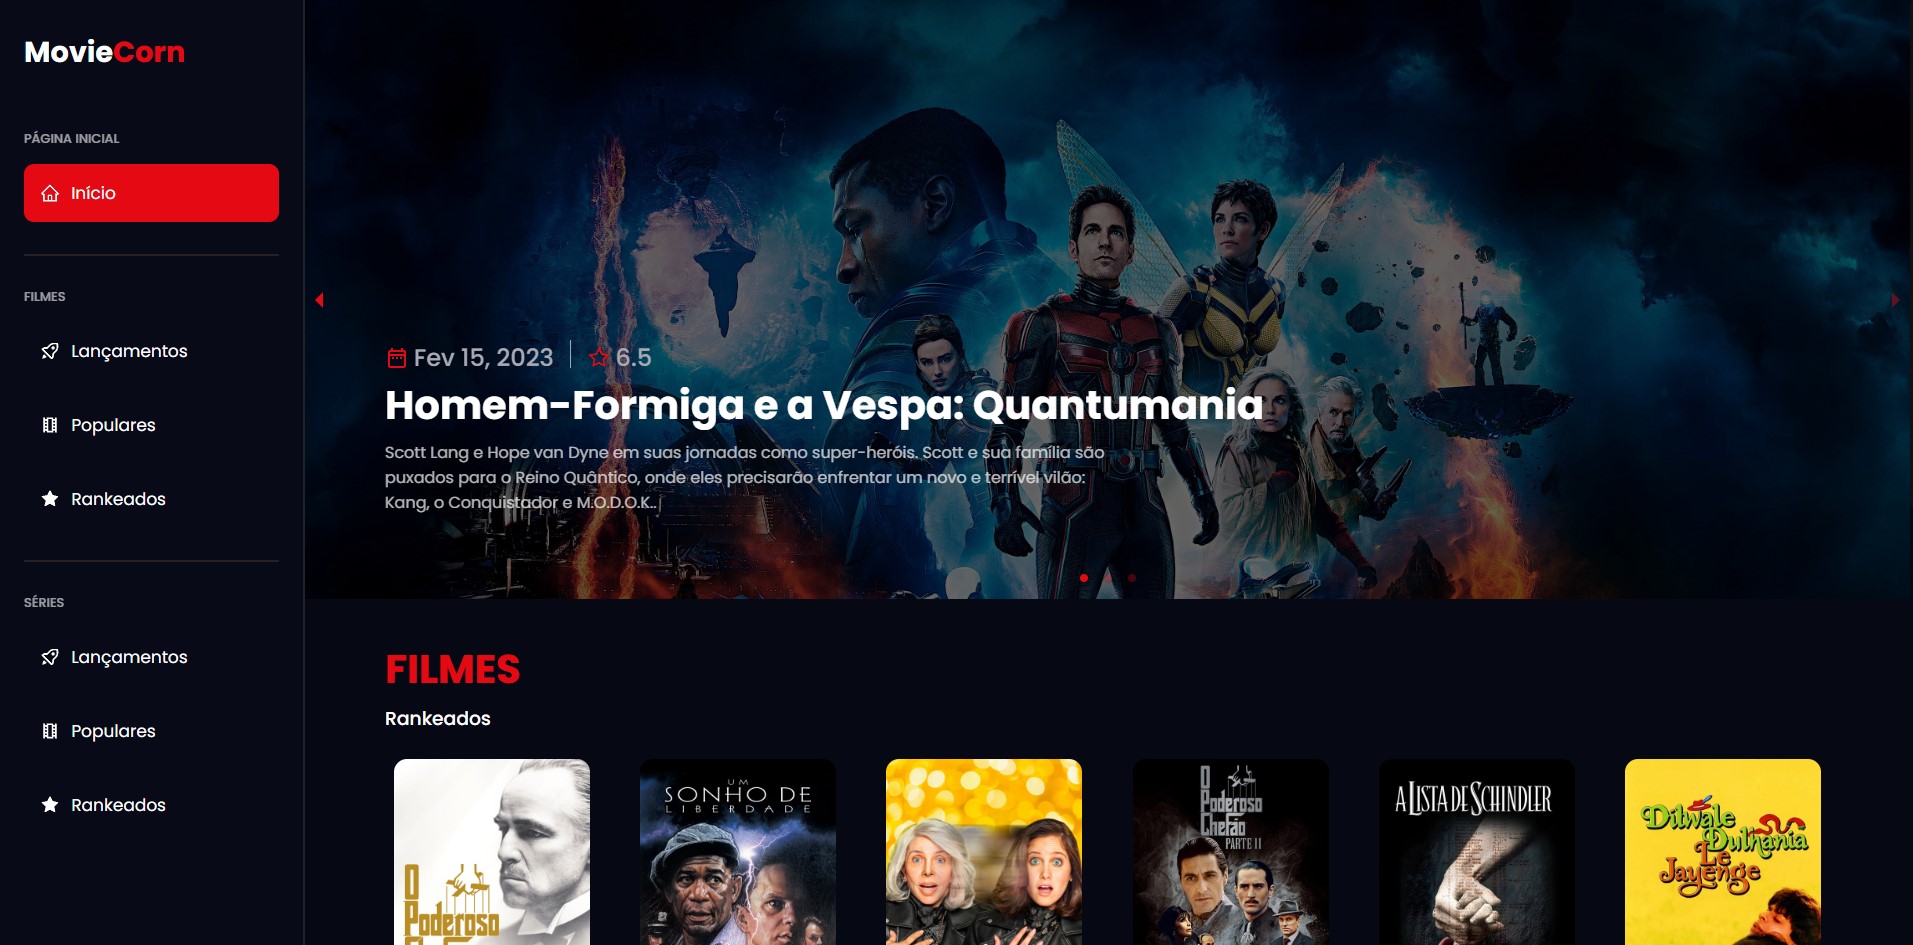 MovieCorn
PÁGINA INICIAL
Início
FILMES
Lançamentos
Populares
Rankeados
SÉRIES
Lançamentos
Populares
Rankeados
Fev 15, 2023
6.5
Homem-Formiga e a Vespa: Quantumania
Scott Lang e Hope van Dyne em suas jornadas como super-heróis. Scott e sua família são
puxados para o Reino Quântico, onde eles precisarão enfrentar um novo e terrível vilão:
Kang, o Conquistador e M.O.D.O.K..
FILMES
Rankeados
O
Poderoso
UM
SONHO DE
LIBERDADE
O
Poderoso
Chefão
PARTE II
A LISTA DE SCHINDLER
Dilwale
Dulhania
Le
Jayenge